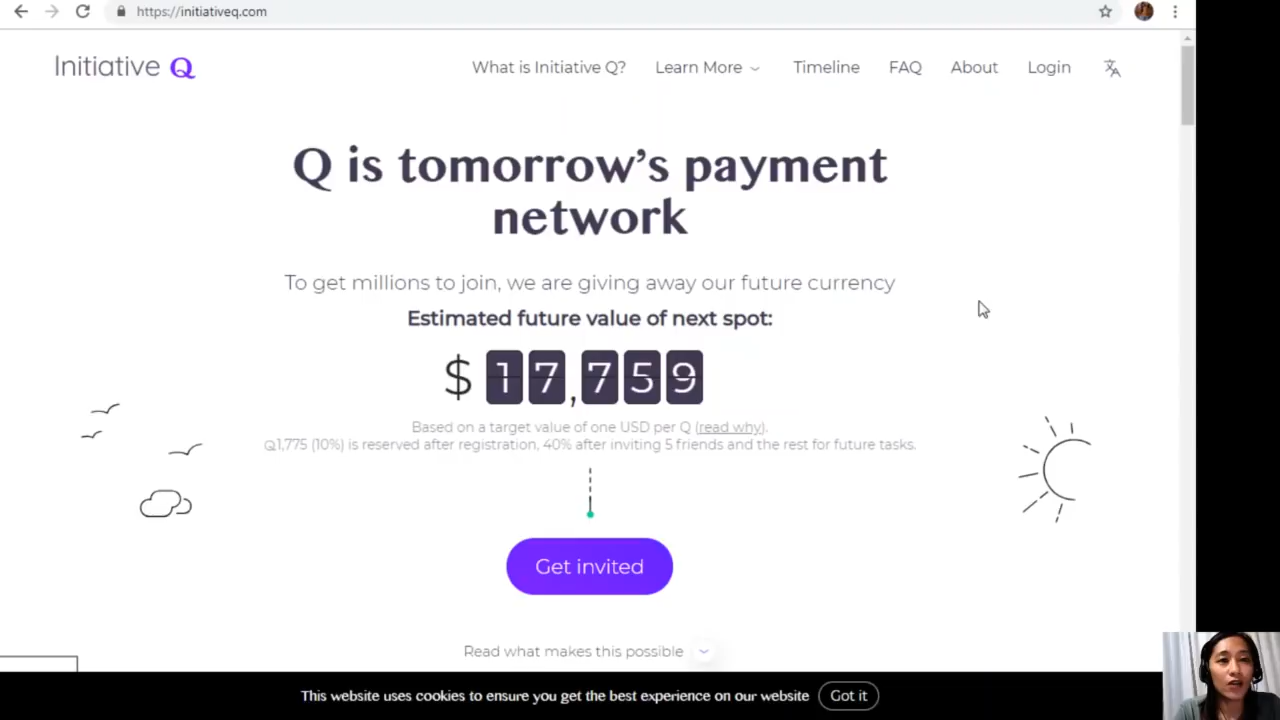 https://initiativeq.com
Initiative Q
What is Initiative Q? Learn More Timeline FAQ About Login
Q is tomorrow's payment
network
To get millions to join, we are giving away our future currency
Estimated future value of next spot:
$ 17,759
Based on a target value of one USD per Q (read why).
Q1,775 (10%) is reserved after registration, 40% after inviting 5 friends and the rest for future tasks.
Get invited
Read what makes this possible
This website uses cookies to ensure you get the best experience on our website Got it